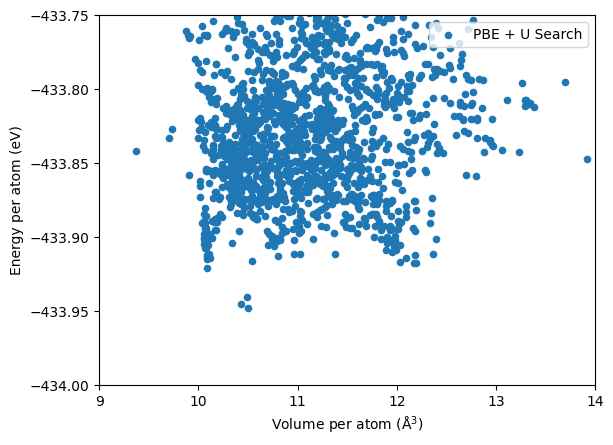 PBE + U Search
Energy per atom (eV)
−433.75
−433.80
−433.85
−433.90
−433.95
−434.00
9 10 11 12 13 14
Volume per atom (Å³)